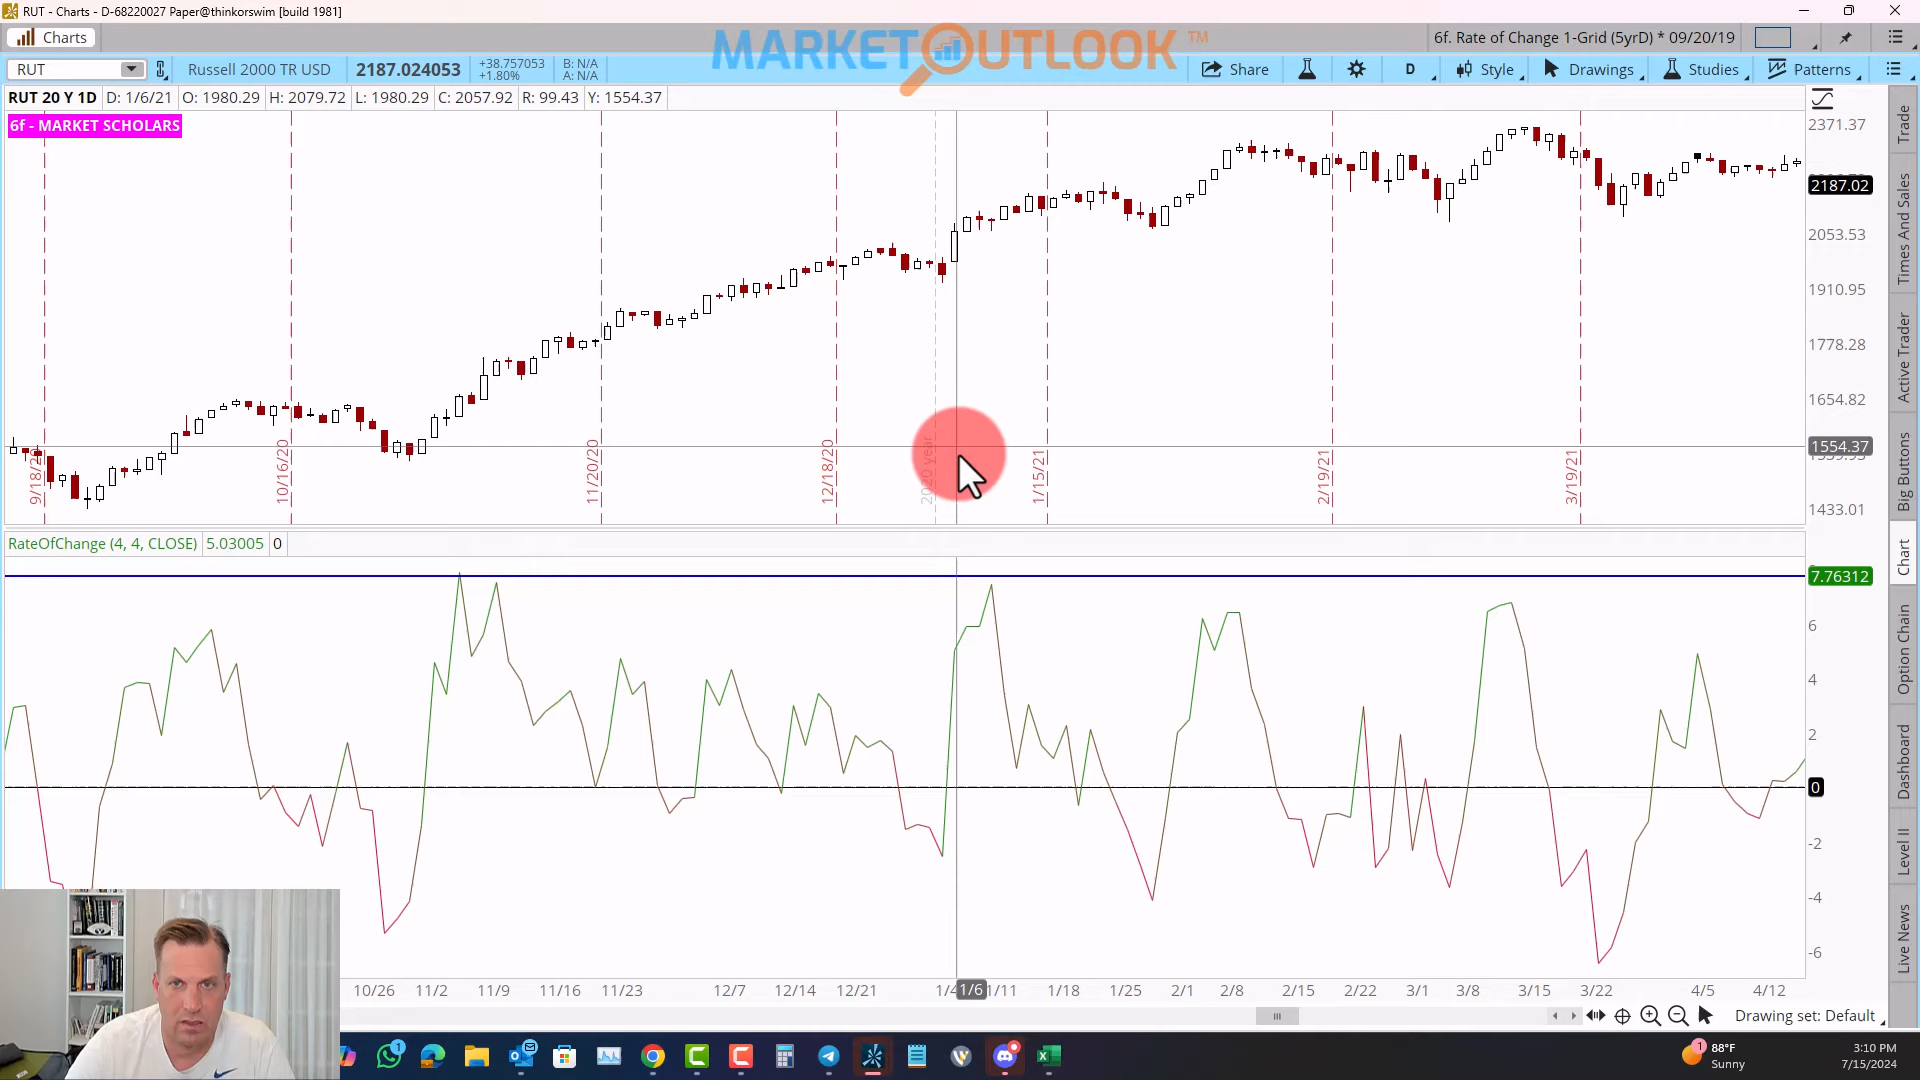 RUT - Charts - D-68220027 Paper@thinkorswim [build 1981]
Charts
MARKET OUTLOOK TM
6f. Rate of Change 1-Grid (5yrD) * 09/20/19
RUT
Russell 2000 TR USD
2187.024053
+38.757053
+1.80%
B: N/A
A: N/A
Share
D
Style
Drawings
Studies
Patterns
RUT 20 Y 1D
D: 1/6/21
O: 1980.29
H: 2079.72
L: 1980.29
C: 2057.92
R: 99.43
Y: 1554.37
6f - MARKET SCHOLARS
2371.37
2187.02
2053.53
1910.95
1778.28
1654.82
1554.37
1433.01
9/18/20
10/16/20
11/20/20
12/18/20
2020 year
1/15/21
2/19/21
3/19/21
RateOfChange (4, 4, CLOSE)
5.03005
0
7.76312
6
4
2
0
-2
-4
-6
10/26
11/2
11/9
11/16
11/23
12/7
12/14
12/21
1/4
1/6
1/11
1/18
1/25
2/1
2/8
2/15
2/22
3/1
3/8
3/15
3/22
4/5
4/12
Drawing set: Default
Trade
Times And Sales
Active Trader
Big Buttons
Chart
Option Chain
Dashboard
Level II
Live News
1
1
88°F
Sunny
3:10 PM
7/15/2024